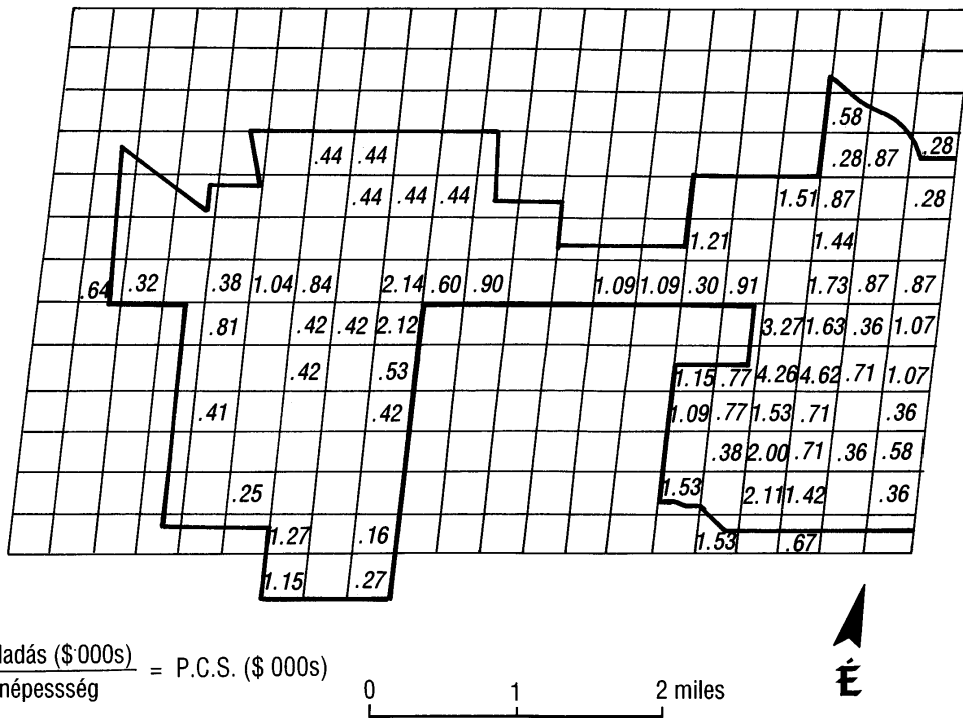 .58
.44 .44 .28 .87 .28
.44 .44 .44 1.51 .87 .28
1.21 1.44
.64 .32 .38 1.04 .84 2.14 .60 .90 1.09 1.09 .30 .91 1.73 .87 .87
.81 .42 .42 2.12 3.27 1.63 .36 1.07
.42 .53 1.15 .77 4.26 4.62 .71 1.07
.41 .42 1.09 .77 1.53 .71 .36
.38 2.00 .71 .36 .58
.25 1.53 2.11 1.42 .36
1.27 .16 1.53 .67
1.15 .27
ladás ($'000s)
népessség
= P.C.S. ($ 000s)
0 1 2 miles
É